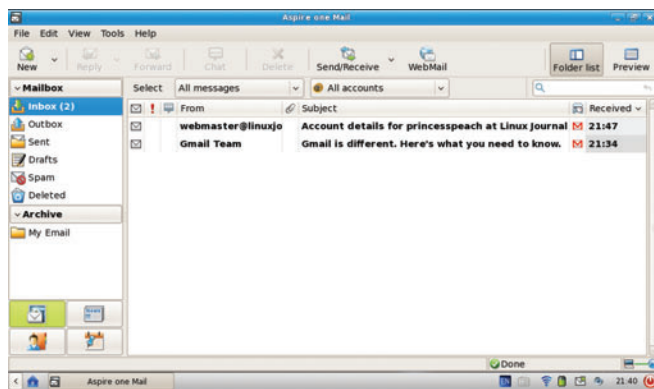 Aspire one Mail
File Edit View Tools Help
New Reply Forward Chat Delete Send/Receive WebMail Folder list Preview
Mailbox Select All messages All accounts
Inbox (2) From Subject Received
Outbox webmaster@linuxjo Account details for princesspeach at Linux Journal 21:47
Sent Gmail Team Gmail is different. Here's what you need to know. 21:34
Drafts
Spam
Deleted
Archive
My Email
Done
Aspire one Mail 21:40